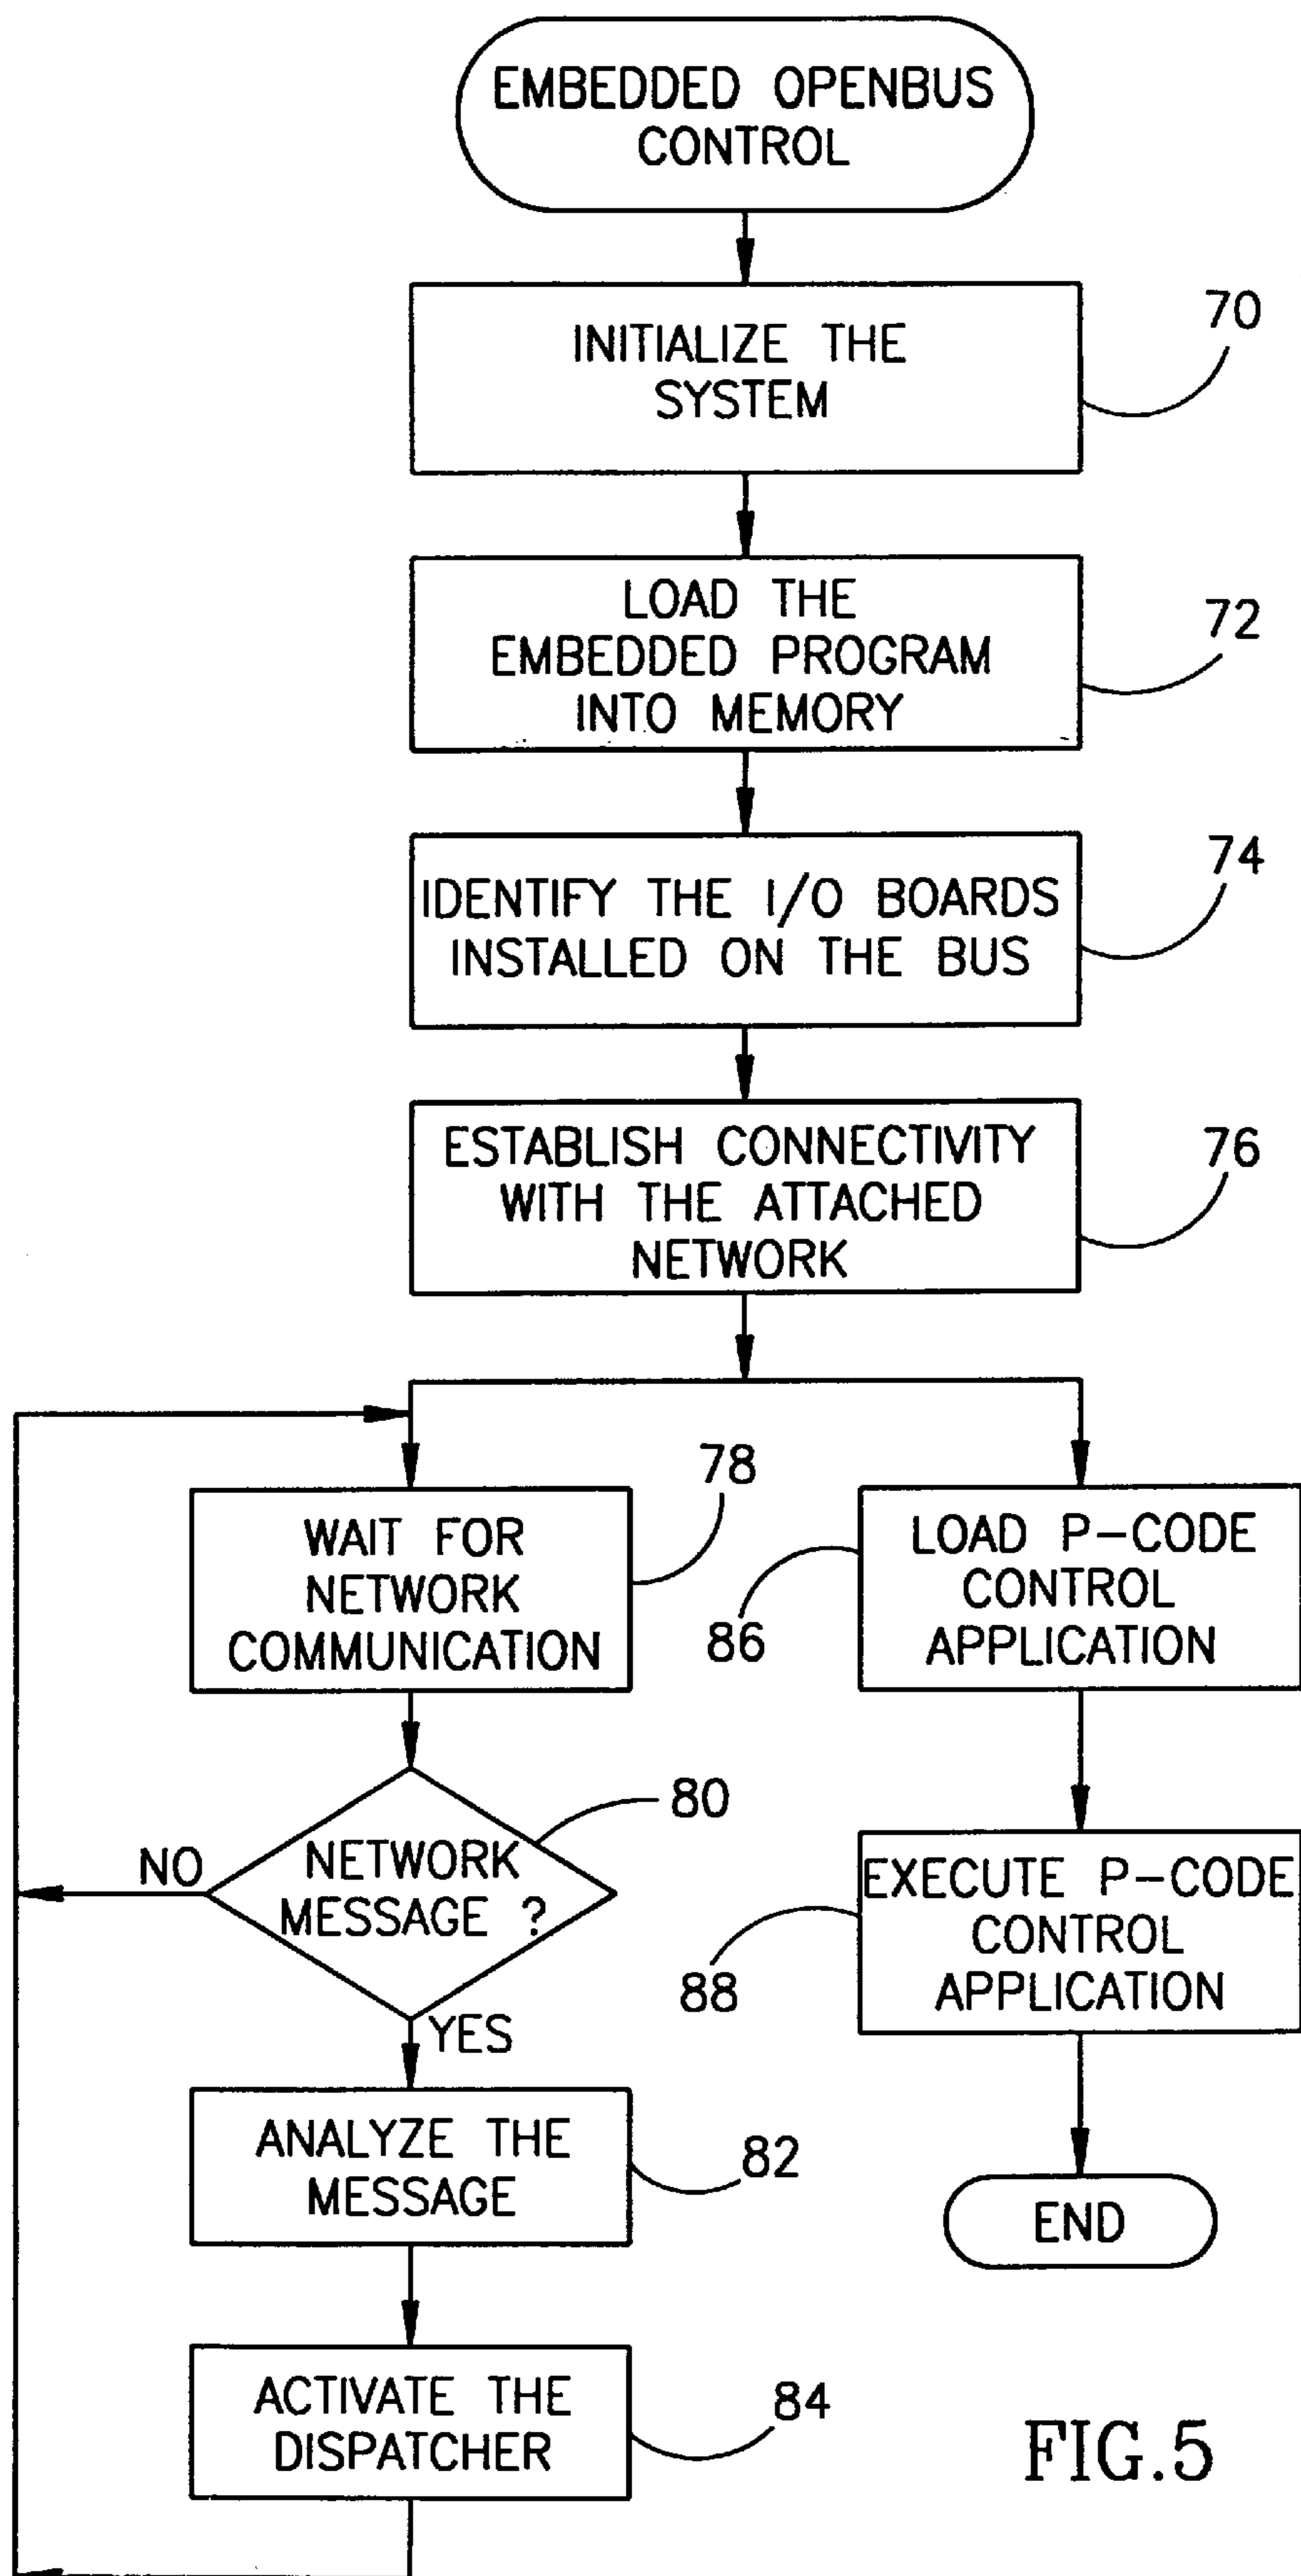 EMBEDDED OPENBUS
CONTROL
INITIALIZE THE
SYSTEM
70
LOAD THE
EMBEDDED PROGRAM
INTO MEMORY
72
IDENTIFY THE I/O BOARDS
INSTALLED ON THE BUS
74
ESTABLISH CONNECTIVITY
WITH THE ATTACHED
NETWORK
76
WAIT FOR
NETWORK
COMMUNICATION
78
LOAD P-CODE
CONTROL
APPLICATION
86
NETWORK
MESSAGE ?
80
NO
YES
EXECUTE P-CODE
CONTROL
APPLICATION
88
ANALYZE THE
MESSAGE
82
END
ACTIVATE THE
DISPATCHER
84
FIG.5